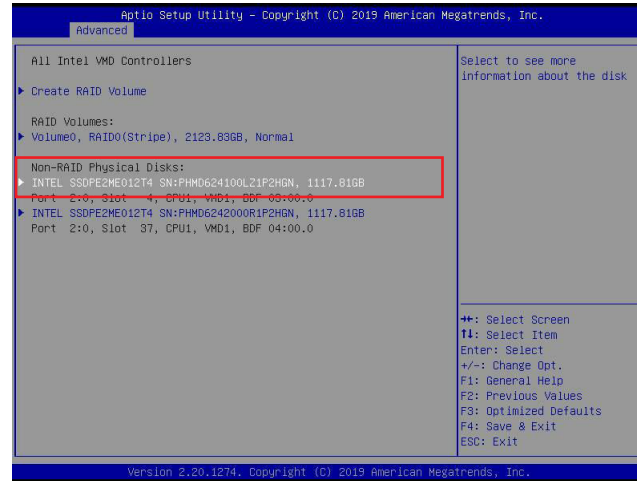 Aptio Setup Utility – Copyright (C) 2019 American Megatrends, Inc.
Advanced
All Intel VMD Controllers
Create RAID Volume
RAID Volumes:
Volume0, RAID0(Stripe), 2123.83GB, Normal
Non-RAID Physical Disks:
INTEL SSDPE2ME012T4 SN:PHMD624100LZ1P2HGN, 1117.81GB
Port 2:0, Slot 4, CPU1, VMD1, BDF 03:00.0
INTEL SSDPE2ME012T4 SN:PHMD6242000R1P2HGN, 1117.81GB
Port 2:0, Slot 37, CPU1, VMD1, BDF 04:00.0
Select to see more
information about the disk
→←: Select Screen
↑↓: Select Item
Enter: Select
+/-: Change Opt.
F1: General Help
F2: Previous Values
F3: Optimized Defaults
F4: Save & Exit
ESC: Exit
Version 2.20.1274. Copyright (C) 2019 American Megatrends, Inc.